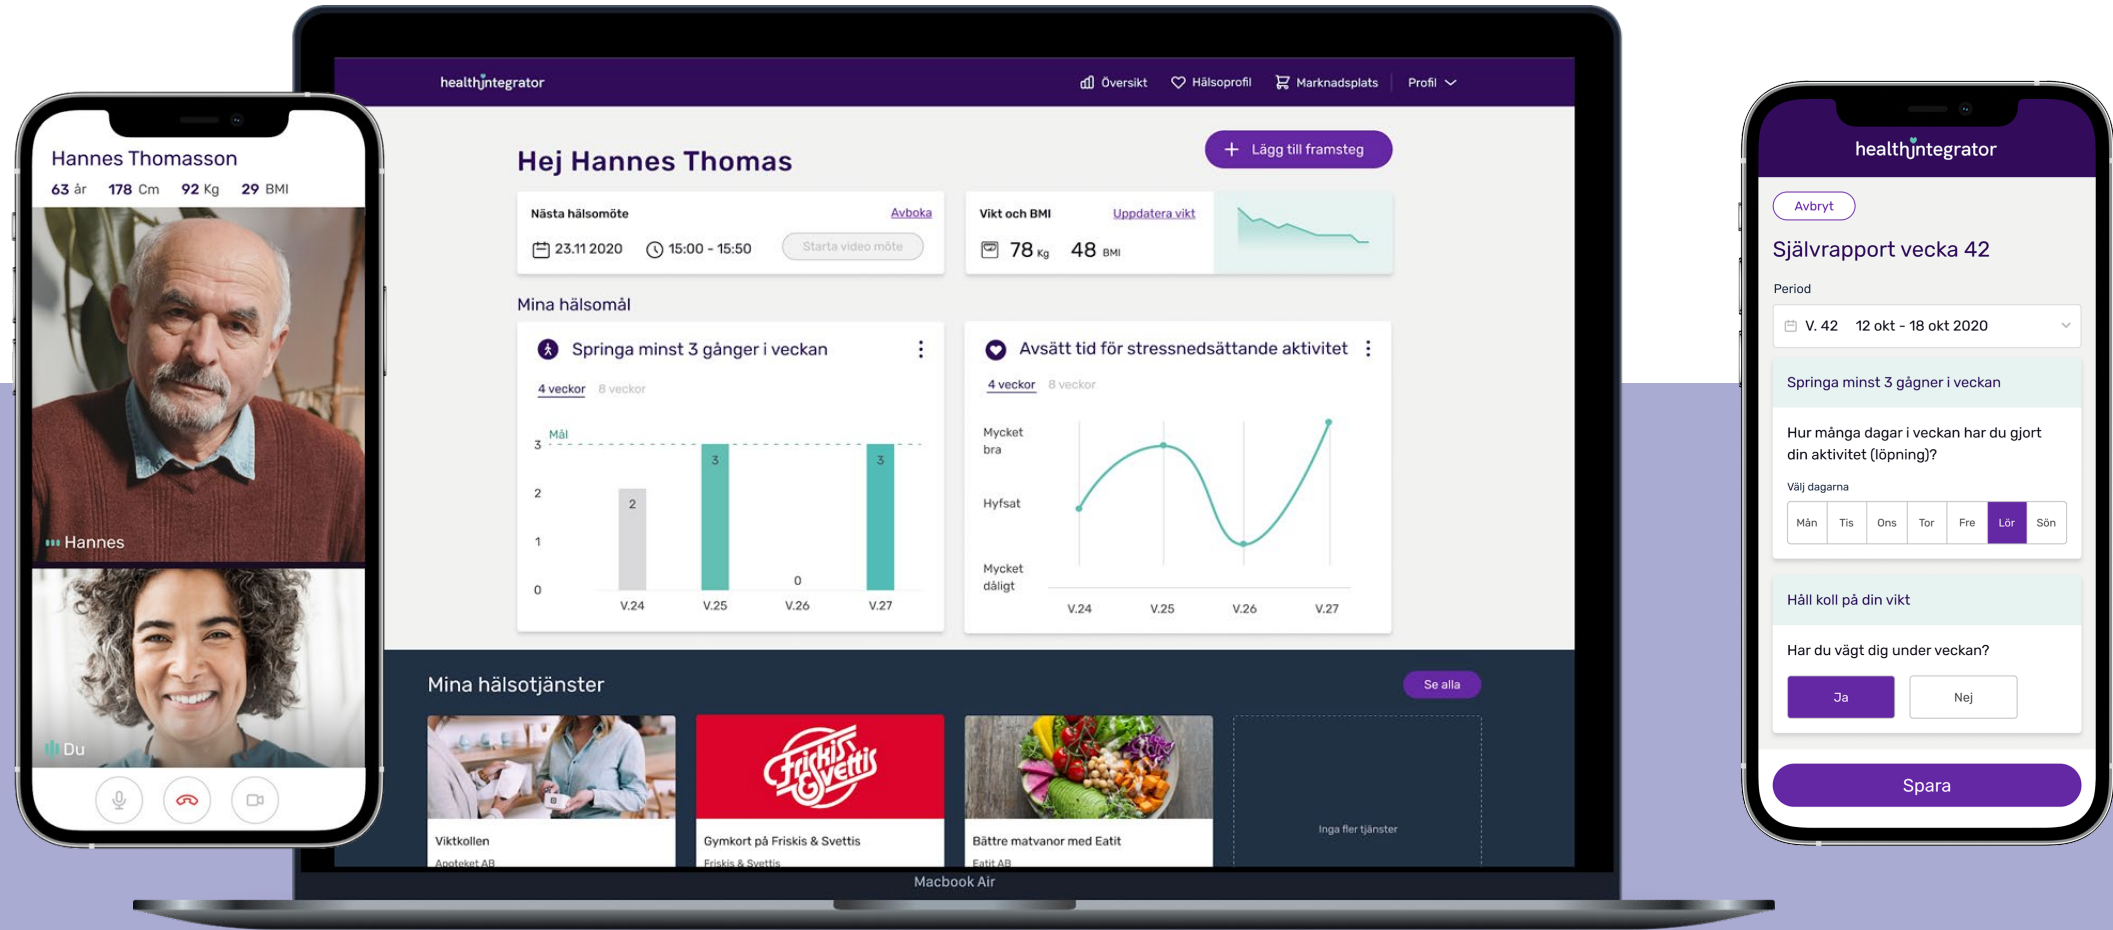 Hannes Thomasson
63 år 178 Cm 92 Kg 29 BMI
Hannes
Du
healthintegrator
Översikt Hälsoprofil Marknadsplats Profil
Hej Hannes Thomas
+ Lägg till framsteg
Nästa hälsomöte Avboka
23.11 2020 15:00 - 15:50 Starta video möte
Vikt och BMI Uppdatera vikt
78 Kg 48 BMI
Mina hälsomål
Springa minst 3 gånger i veckan
4 veckor 8 veckor
Mål
3
2
1
0
2
3
0
3
V.24 V.25 V.26 V.27
Avsätt tid för stressnedsättande aktivitet
4 veckor 8 veckor
Mycket
bra
Hyfsat
Mycket
dåligt
V.24 V.25 V.26 V.27
Mina hälsotjänster
Se alla
Viktkollen
Apoteket AB
Friskis
&
Svettis
Gymkort på Friskis & Svettis
Friskis & Svettis
Bättre matvanor med Eatit
Eatit AB
Inga fler tjänster
Macbook Air
healthintegrator
Avbryt
Självrapport vecka 42
Period
V. 42 12 okt - 18 okt 2020
Springa minst 3 gågner i veckan
Hur många dagar i veckan har du gjort
din aktivitet (löpning)?
Välj dagarna
Mån Tis Ons Tor Fre Lör Sön
Håll koll på din vikt
Har du vägt dig under veckan?
Ja Nej
Spara